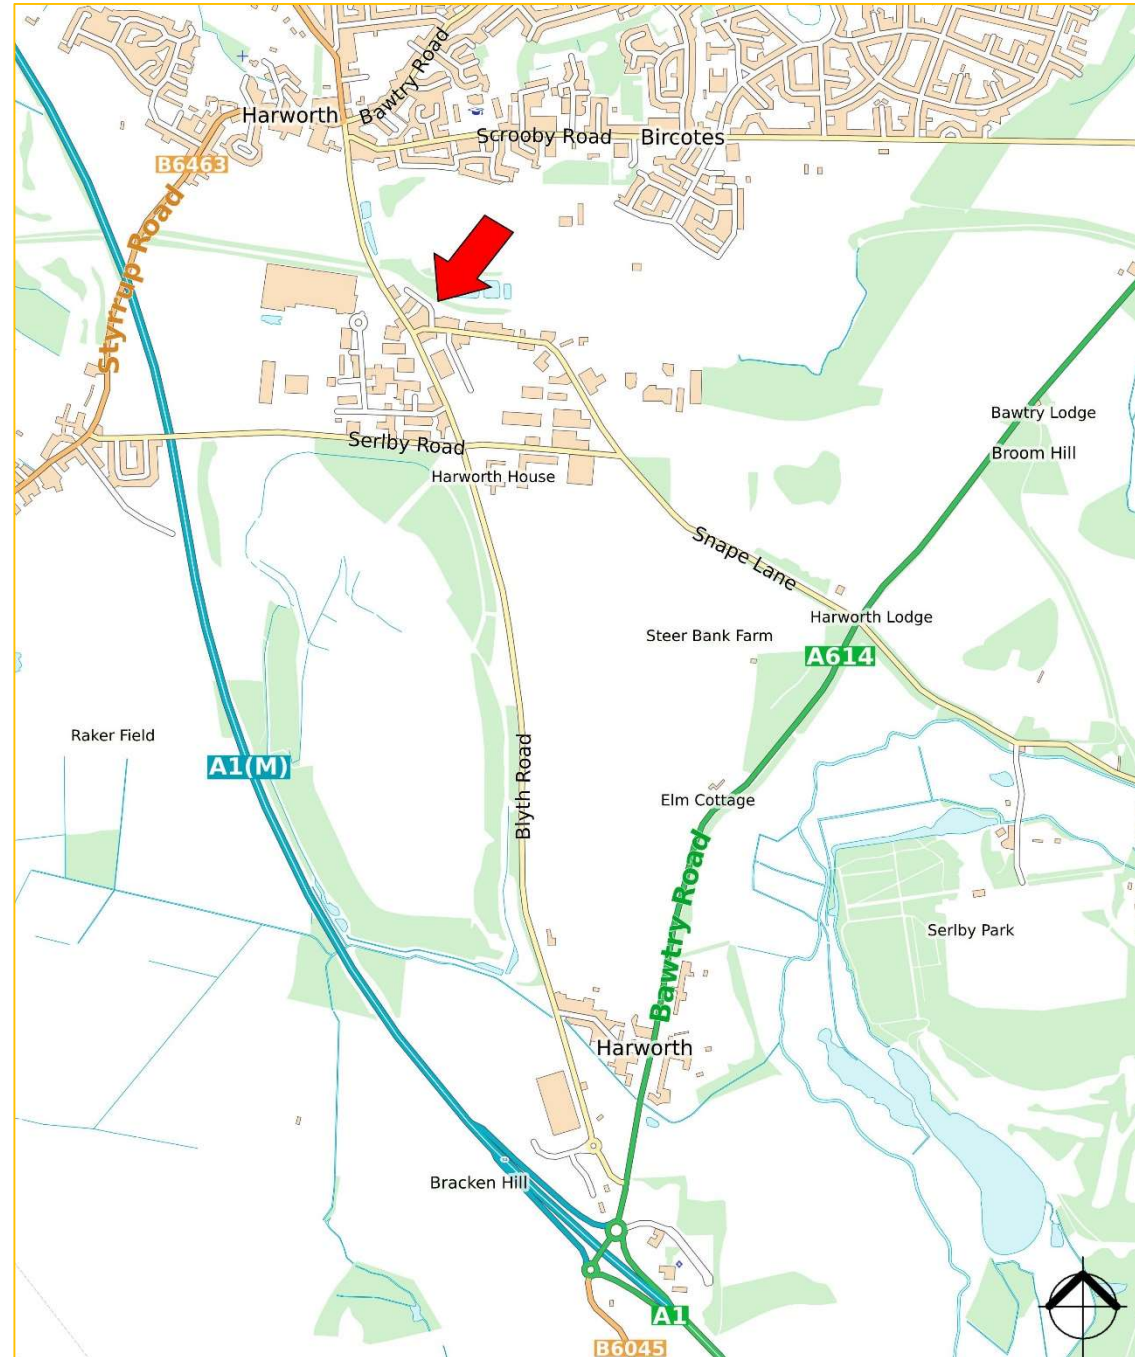 Bawtry Road
Harworth
Scrooby Road
Bircotes
B6463
Styrrup Road
Bawtry Lodge
Serlby Road
Broom Hill
Harworth House
Snape Lane
Harworth Lodge
Steer Bank Farm
A614
Raker Field
A1(M)
Blyth Road
Elm Cottage
Bawtry Road
Serlby Park
Harworth
Bracken Hill
A1
B6045